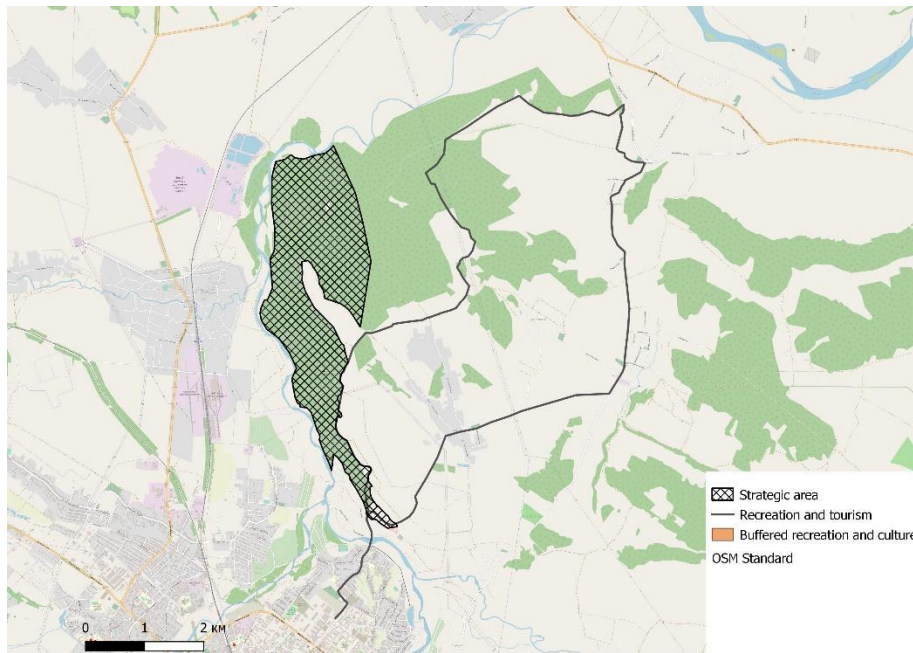 Strategic area
Recreation and tourism
Buffered recreation and culture
OSM Standard
0 1 2 км